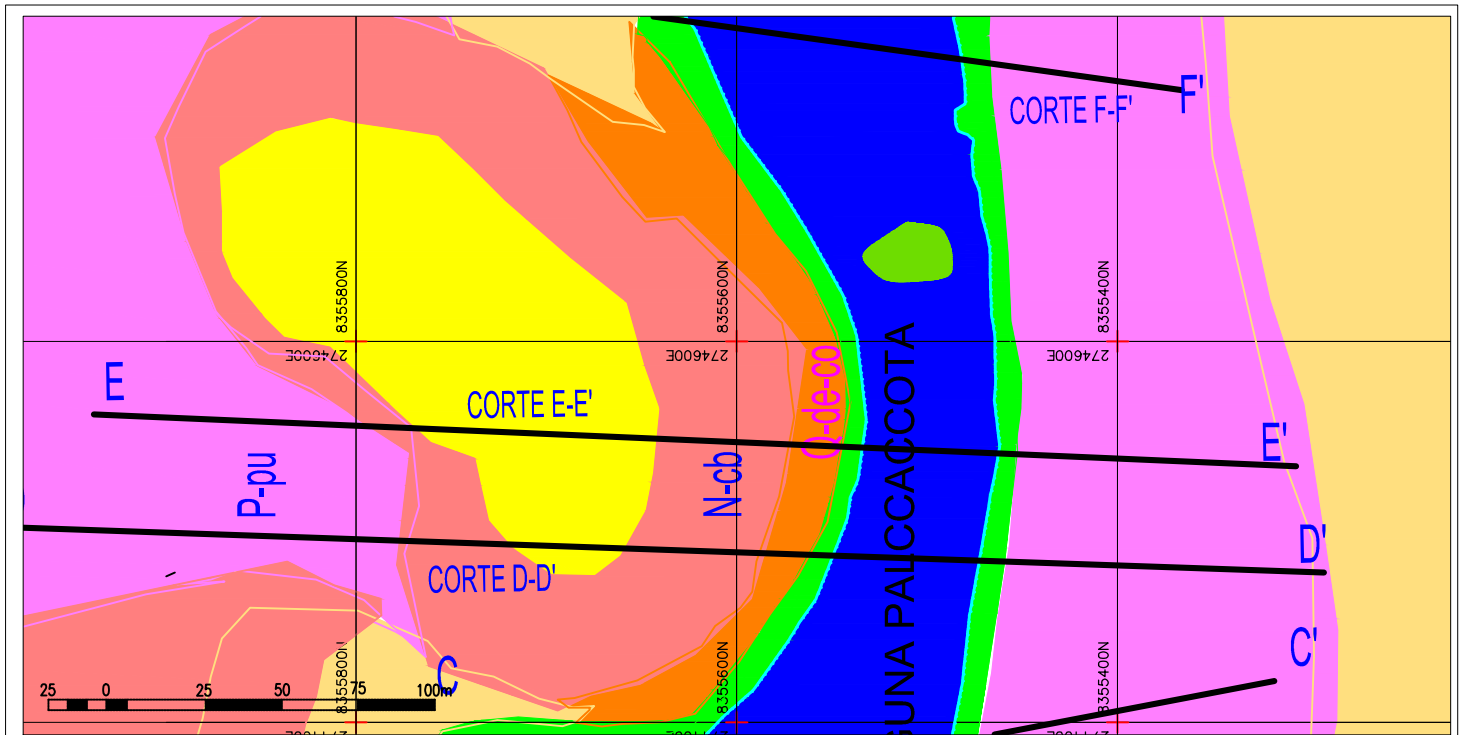 F'
CORTE F-F'
8355800N
8355600N
8355400N
274600E
274600E
274600E
E
CORTE E-E'
Q-de-co
E'
P-pu
N-cb
GUNA PALCCACCOTA
D'
CORTE D-D'
C'
C
8355800N
8355600N
8355400N
25 0 25 50 75 100m